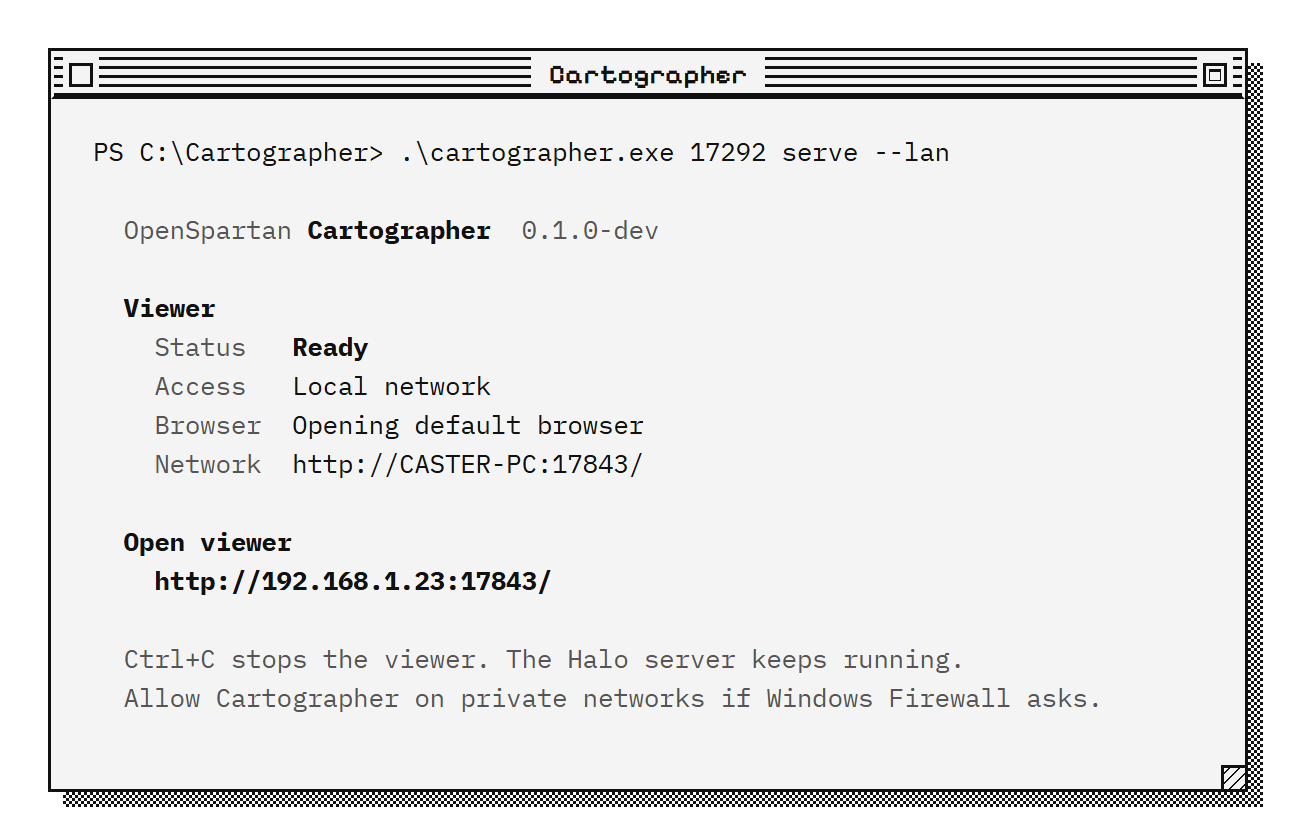 Cartographer
PS C:\Cartographer> .\cartographer.exe 17292 serve --lan
OpenSpartan Cartographer 0.1.0-dev
Viewer
Status Ready
Access Local network
Browser Opening default browser
Network http://CASTER-PC:17843/
Open viewer
http://192.168.1.23:17843/
Ctrl+C stops the viewer. The Halo server keeps running.
Allow Cartographer on private networks if Windows Firewall asks.